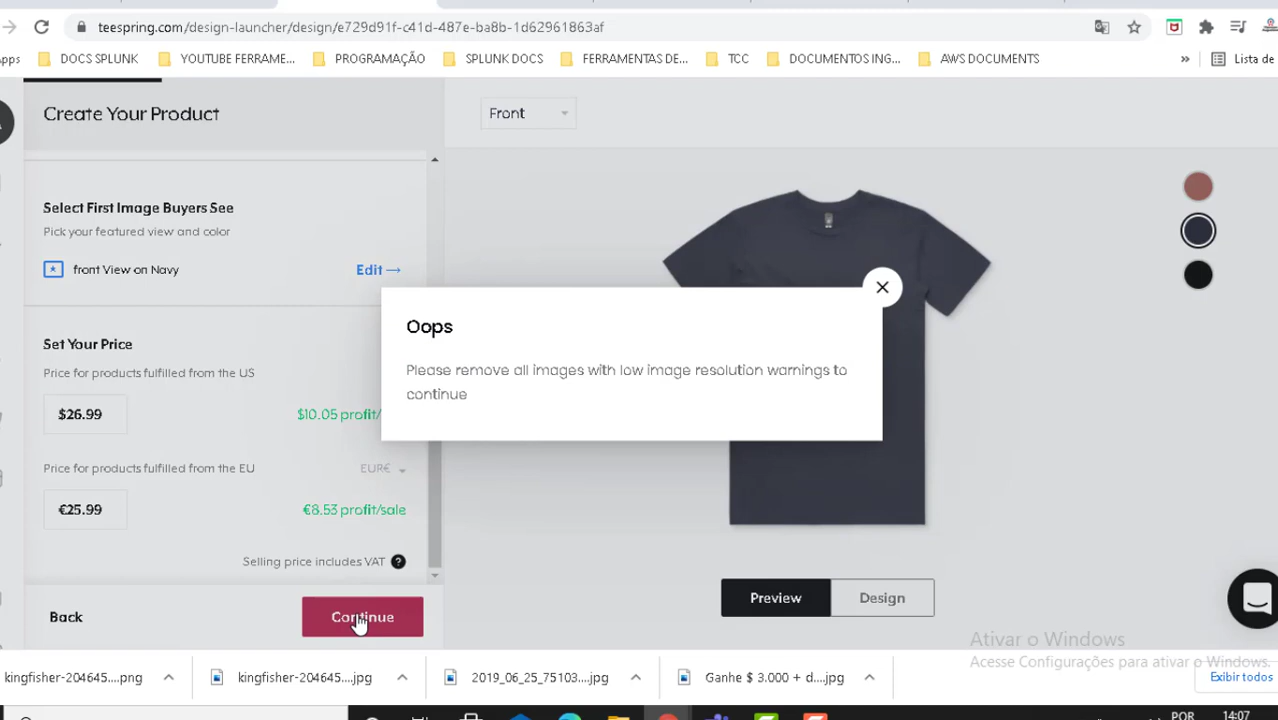 teespring.com/design-launcher/design/e729d91f-c41d-487e-ba8b-1d62961863af
Apps DOCS SPLUNK YOUTUBE FERRAME... PROGRAMAÇÃO SPLUNK DOCS FERRAMENTAS DE... TCC DOCUMENTOS ING... AWS DOCUMENTS » Lista de
Create Your Product
Front
Select First Image Buyers See
Pick your featured view and color
front View on Navy Edit →
Oops
Please remove all images with low image resolution warnings to
continue
Set Your Price
Price for products fulfilled from the US
$26.99 $10.05 profit/
Price for products fulfilled from the EU EUR€
€25.99 €8.53 profit/sale
Selling price includes VAT ?
Back Continue
Preview Design
Ativar o Windows
Acesse Configurações para ativar o Windows.
kingfisher-204645....png kingfisher-204645....jpg 2019_06_25_75103...jpg Ganhe $ 3.000 + d....jpg Exibir todos
POR 14:07